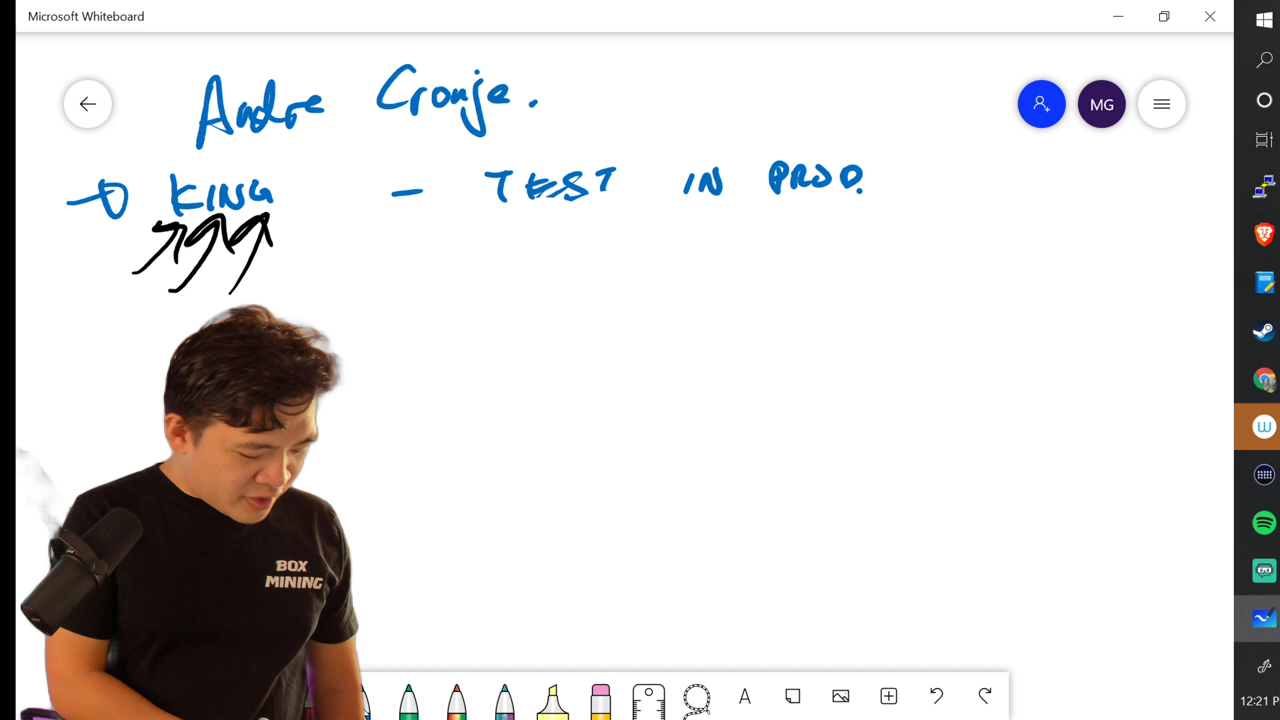 Microsoft Whiteboard
Andre Cronje.
MG
KING - TEST IN PROD.
BOX
MINING
A
W
12:21 P